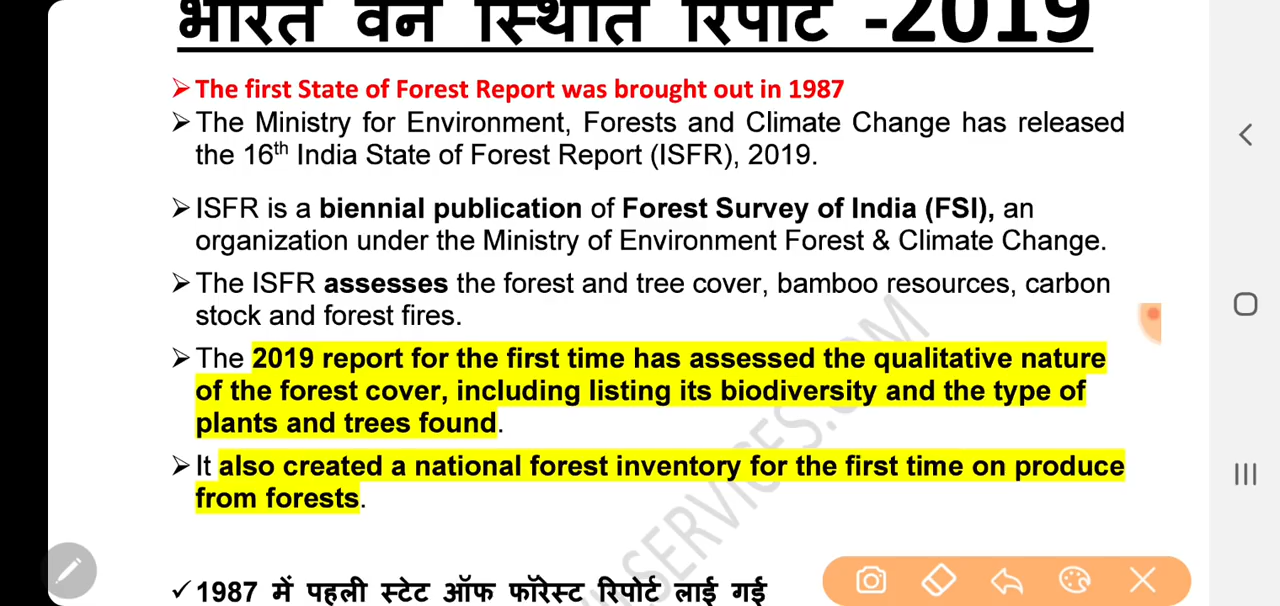 भारत वन स्थिति रिपोर्ट -2019
➢ The first State of Forest Report was brought out in 1987
➢ The Ministry for Environment, Forests and Climate Change has released
the 16th India State of Forest Report (ISFR), 2019.
➢ ISFR is a biennial publication of Forest Survey of India (FSI), an
organization under the Ministry of Environment Forest & Climate Change.
➢ The ISFR assesses the forest and tree cover, bamboo resources, carbon
stock and forest fires.
➢ The 2019 report for the first time has assessed the qualitative nature
of the forest cover, including listing its biodiversity and the type of
plants and trees found.
➢ It also created a national forest inventory for the first time on produce
from forests.
✓ 1987 में पहली स्टेट ऑफ फॉरेस्ट रिपोर्ट लाई गई